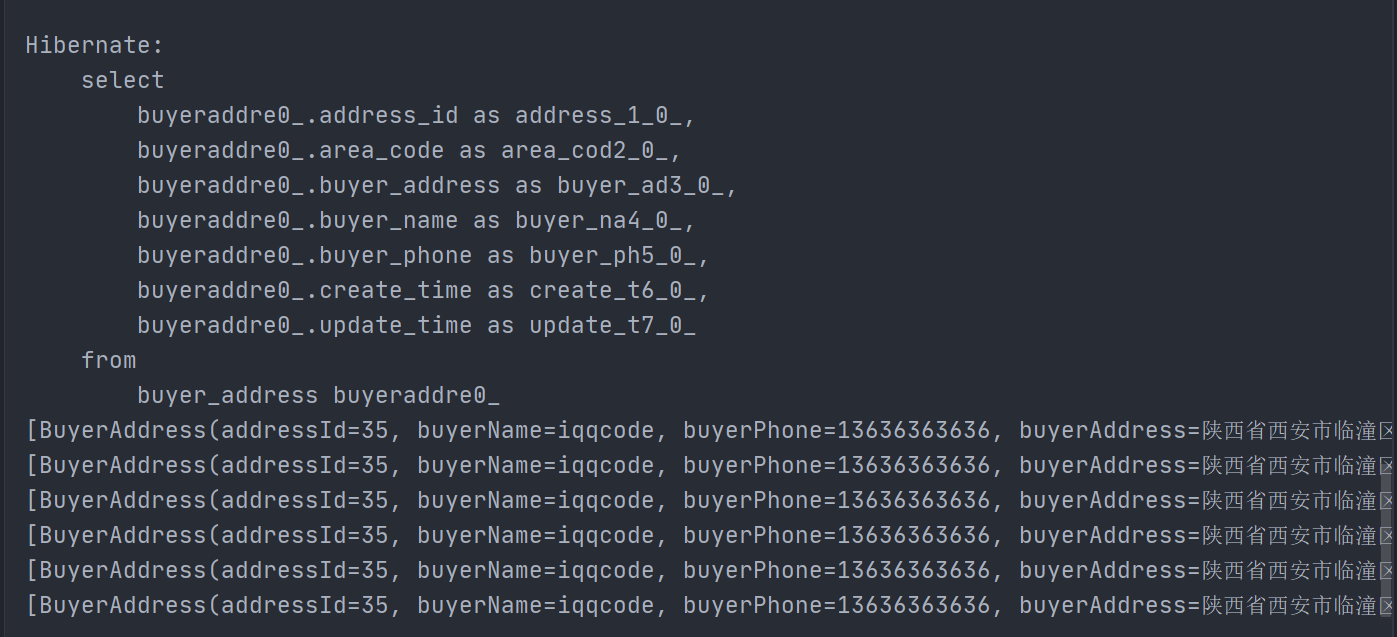 Hibernate:
    select
        buyeraddre0_.address_id as address_1_0_,
        buyeraddre0_.area_code as area_cod2_0_,
        buyeraddre0_.buyer_address as buyer_ad3_0_,
        buyeraddre0_.buyer_name as buyer_na4_0_,
        buyeraddre0_.buyer_phone as buyer_ph5_0_,
        buyeraddre0_.create_time as create_t6_0_,
        buyeraddre0_.update_time as update_t7_0_
    from
        buyer_address buyeraddre0_
[BuyerAddress(addressId=35, buyerName=iqqcode, buyerPhone=13636363636, buyerAddress=陕西省西安市临潼区
[BuyerAddress(addressId=35, buyerName=iqqcode, buyerPhone=13636363636, buyerAddress=陕西省西安市临潼区
[BuyerAddress(addressId=35, buyerName=iqqcode, buyerPhone=13636363636, buyerAddress=陕西省西安市临潼区
[BuyerAddress(addressId=35, buyerName=iqqcode, buyerPhone=13636363636, buyerAddress=陕西省西安市临潼区
[BuyerAddress(addressId=35, buyerName=iqqcode, buyerPhone=13636363636, buyerAddress=陕西省西安市临潼区
[BuyerAddress(addressId=35, buyerName=iqqcode, buyerPhone=13636363636, buyerAddress=陕西省西安市临潼区